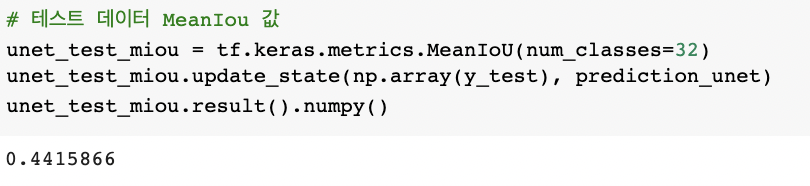 # 테스트 데이터 MeanIou 값
unet_test_miou = tf.keras.metrics.MeanIoU(num_classes=32)
unet_test_miou.update_state(np.array(y_test), prediction_unet)
unet_test_miou.result().numpy()
0.4415866